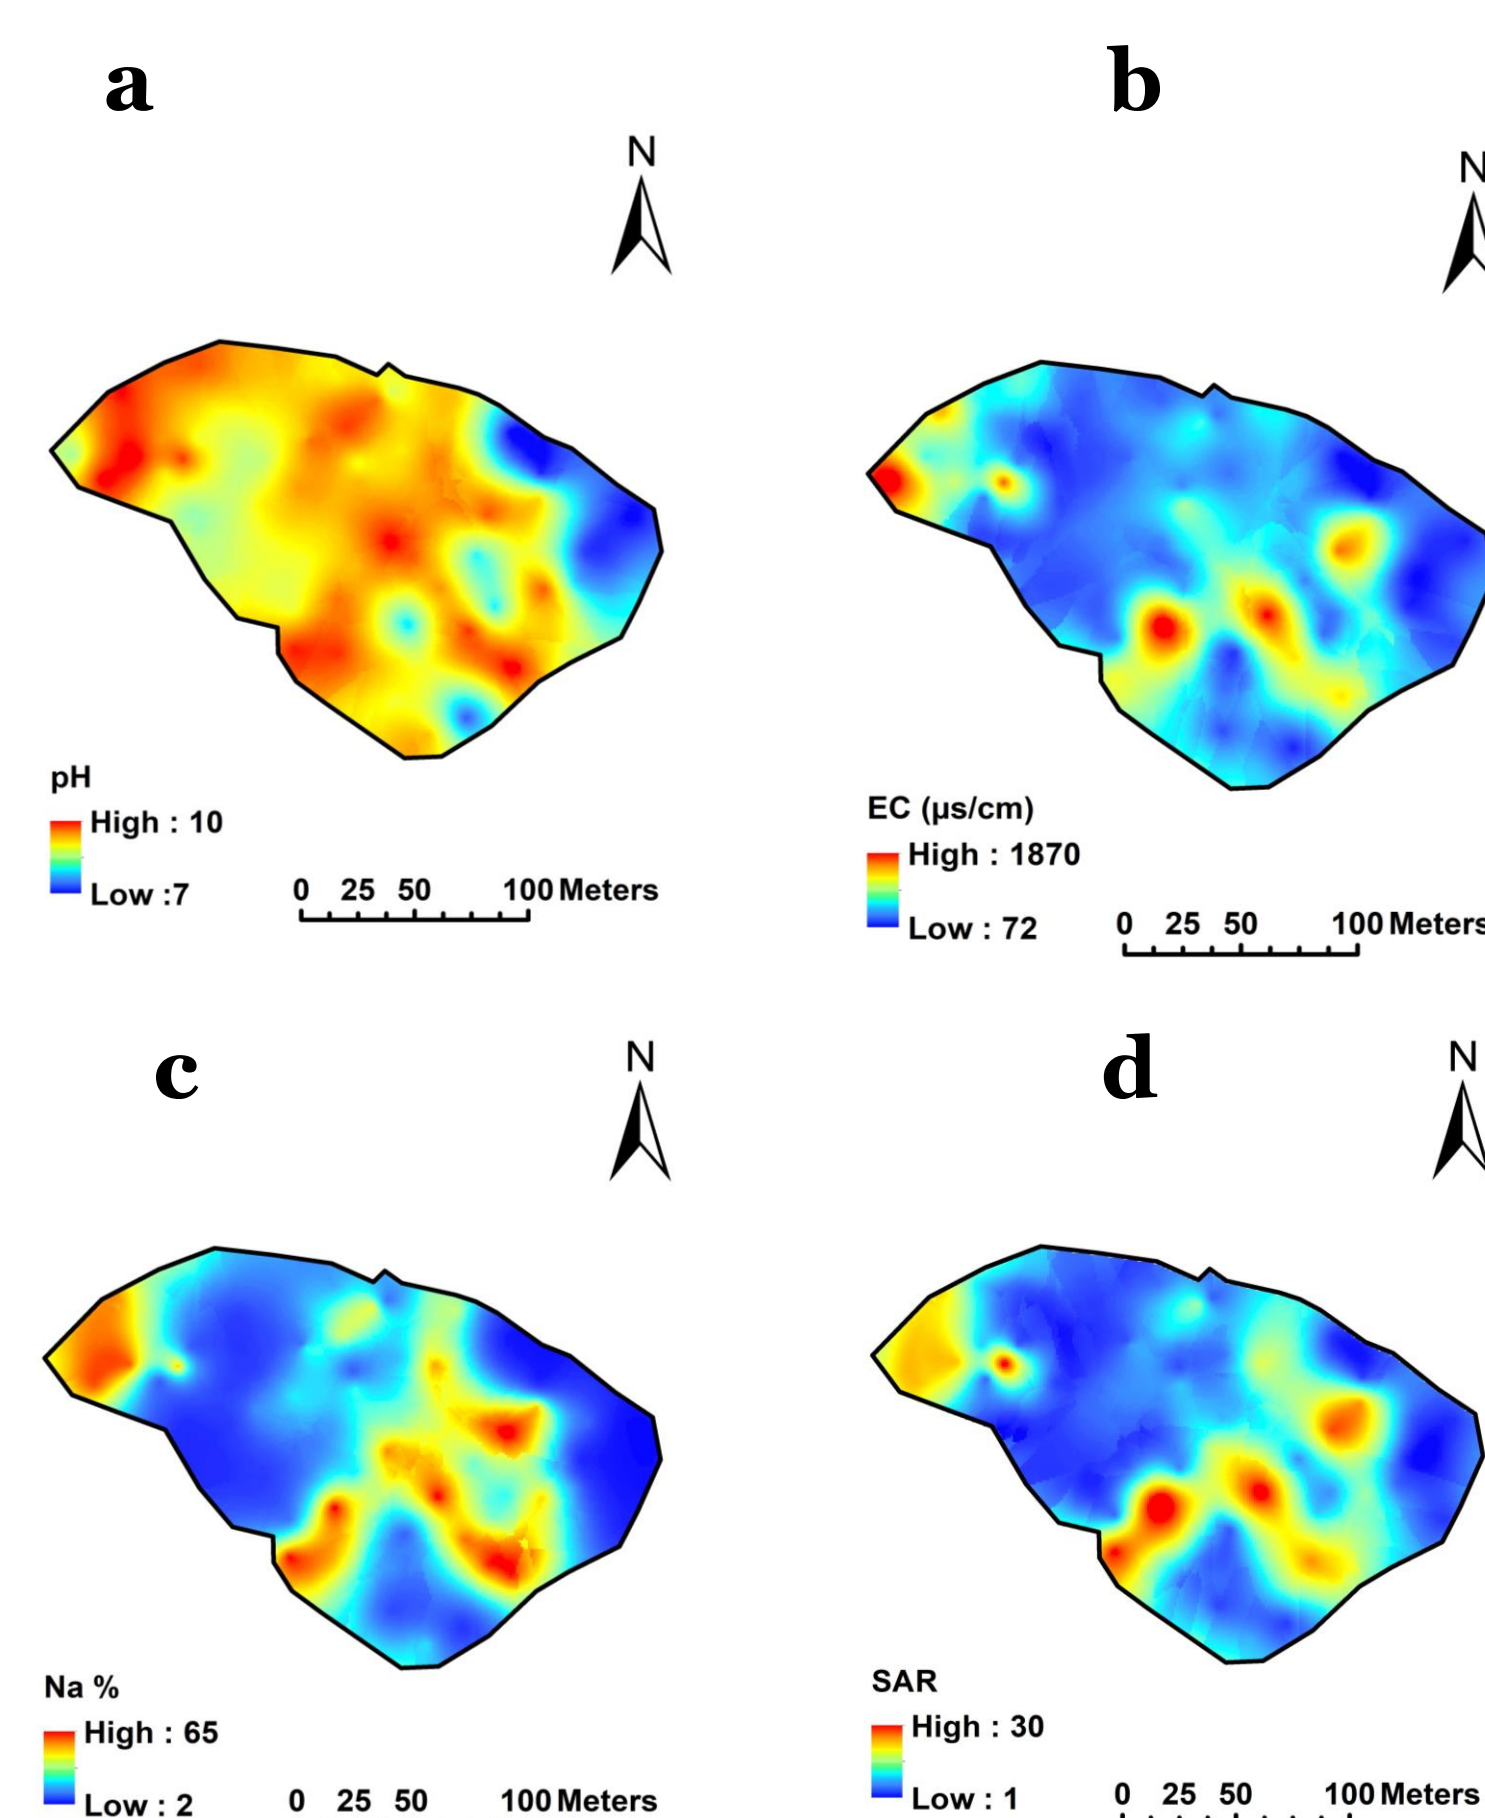 a
b
N
N
pH
High : 10
Low :7
0 25 50 100 Meters
EC (µs/cm)
High : 1870
Low : 72
0 25 50 100 Meters
c
d
N
N
Na %
High : 65
Low : 2
0 25 50 100 Meters
SAR
High : 30
Low : 1
0 25 50 100 Meters